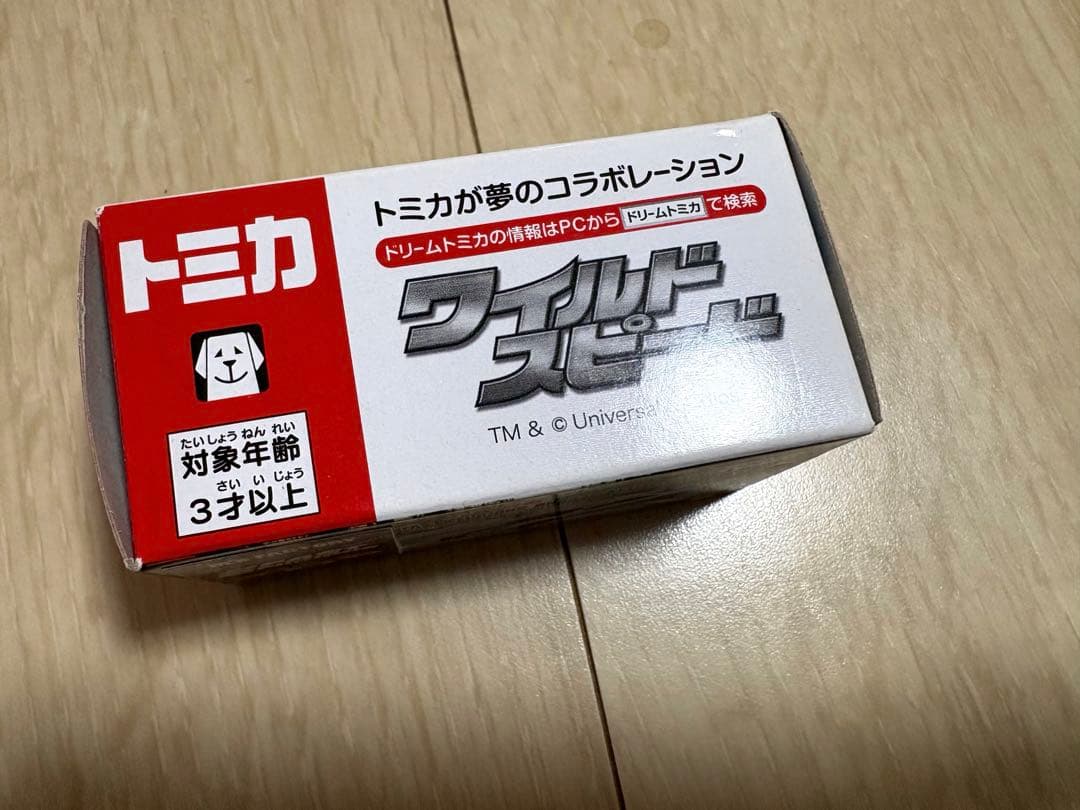 トミカ
たいしょうねんれい
対象年齢
さいいじょう
3才以上
トミカが夢のコラボレーション
ドリームトミカの情報はPCから ドリームトミカ で検索
ワイルド
スピード
TM & ©